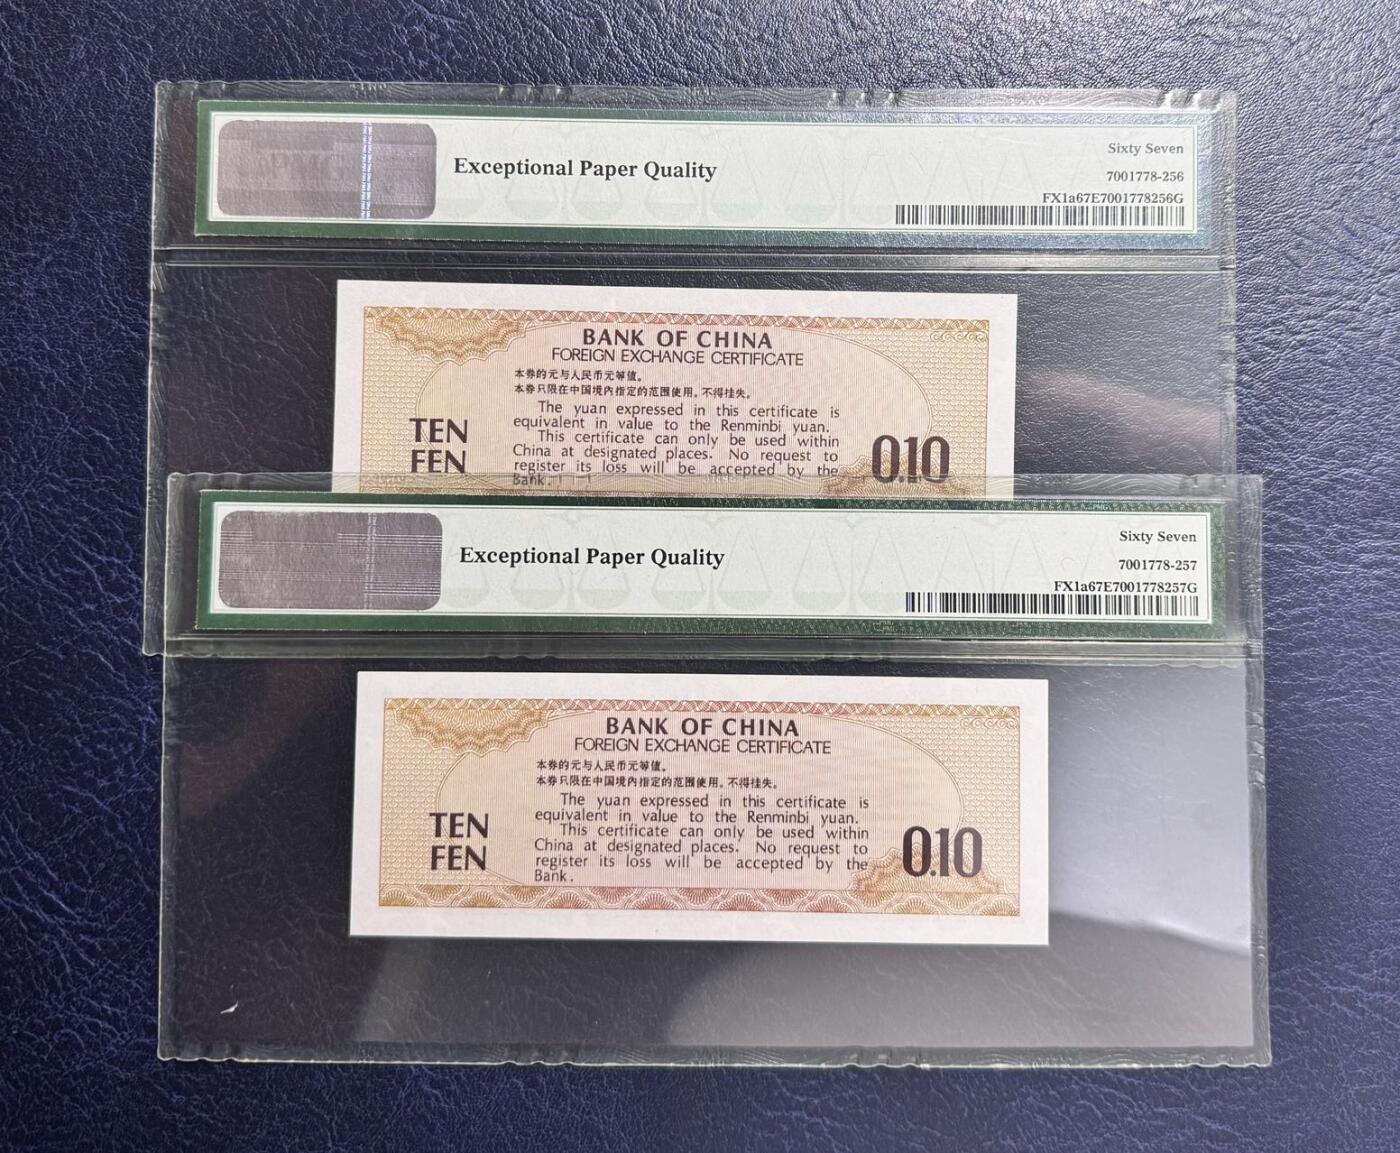 PMG
Exceptional Paper Quality
Sixty Seven
7001778-256
FX1a67E7001778256G
BANK OF CHINA
FOREIGN EXCHANGE CERTIFICATE
本券的元与人民币元等值。
本券只限在中国境内指定的范围使用。不得挂失。
The yuan expressed in this certificate is
equivalent in value to the Renminbi yuan.
This certificate can only be used within
China at designated places. No request to
register its loss will be accepted by the
Bank.
TEN
FEN
0.10
Exceptional Paper Quality
Sixty Seven
7001778-257
FX1a67E7001778257G
BANK OF CHINA
FOREIGN EXCHANGE CERTIFICATE
本券的元与人民币元等值。
本券只限在中国境内指定的范围使用。不得挂失。
The yuan expressed in this certificate is
equivalent in value to the Renminbi yuan.
This certificate can only be used within
China at designated places. No request to
register its loss will be accepted by the
Bank.
TEN
FEN
0.10